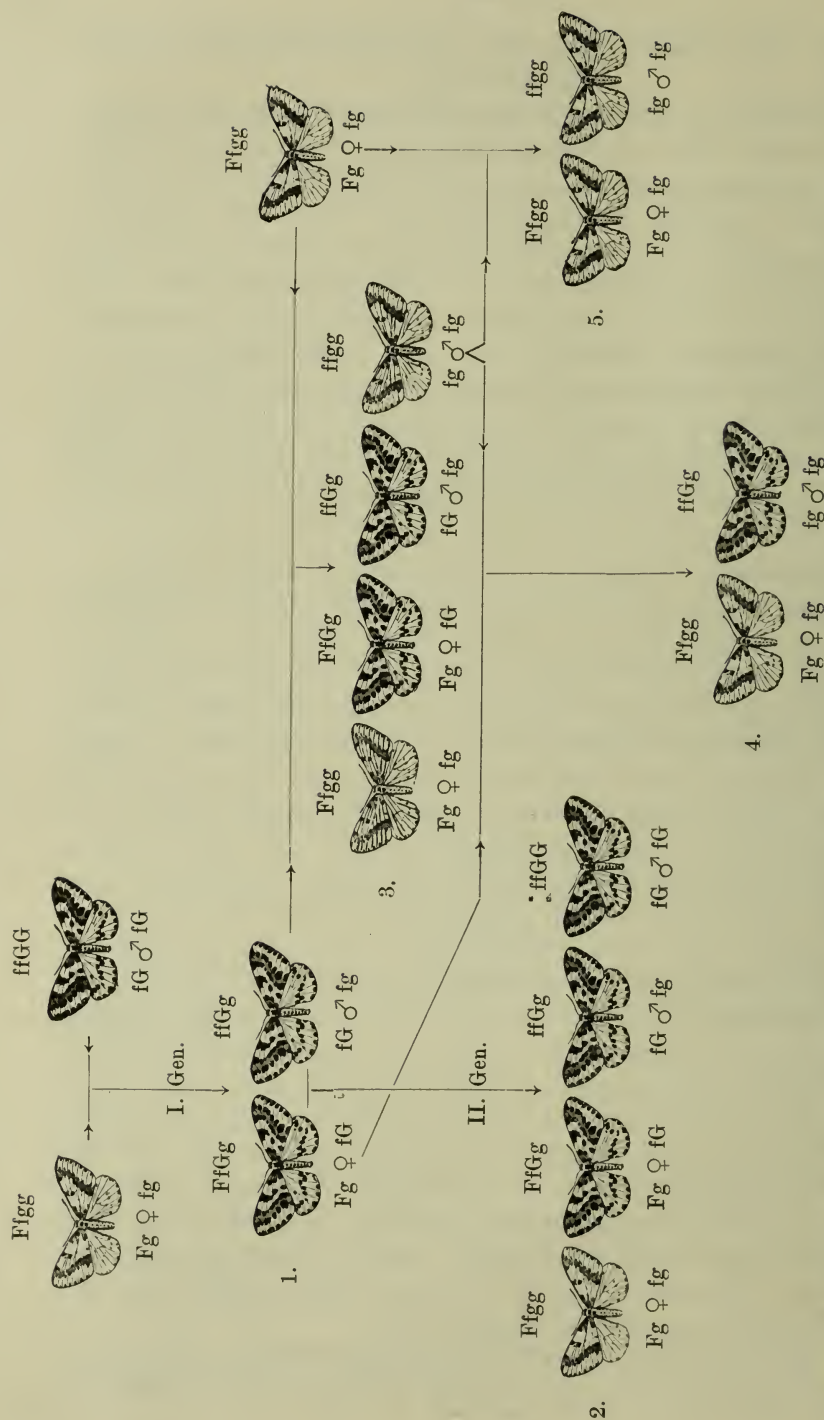 Ffgg ffGG
Fg ♀ fg fG ♂ fG
I. Gen.
FfGg ffGg
1.
Fg ♀ fG fG ♂ fg
Ffgg
Fg ♀ fg
Ffgg FfGg ffGg ffgg
3.
Fg ♀ fg Fg ♀ fG fG ♂ fg fg ♂ fg
II. Gen.
Ffgg FfGg ffGg ffGG
2.
Fg ♀ fg Fg ♀ fG fG ♂ fg fG ♂ fG
Ffgg ffgg
5.
Fg ♀ fg fg ♂ fg
Ffgg ffGg
4.
Fg ♀ fg fg ♂ fg